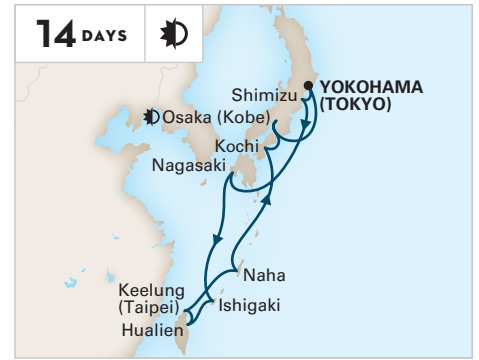 14 DAYS
YOKOHAMA
(TOKYO)
Shimizu
Osaka (Kobe)
Kochi
Nagasaki
Naha
Keelung
(Taipei)
Ishigaki
Hualien